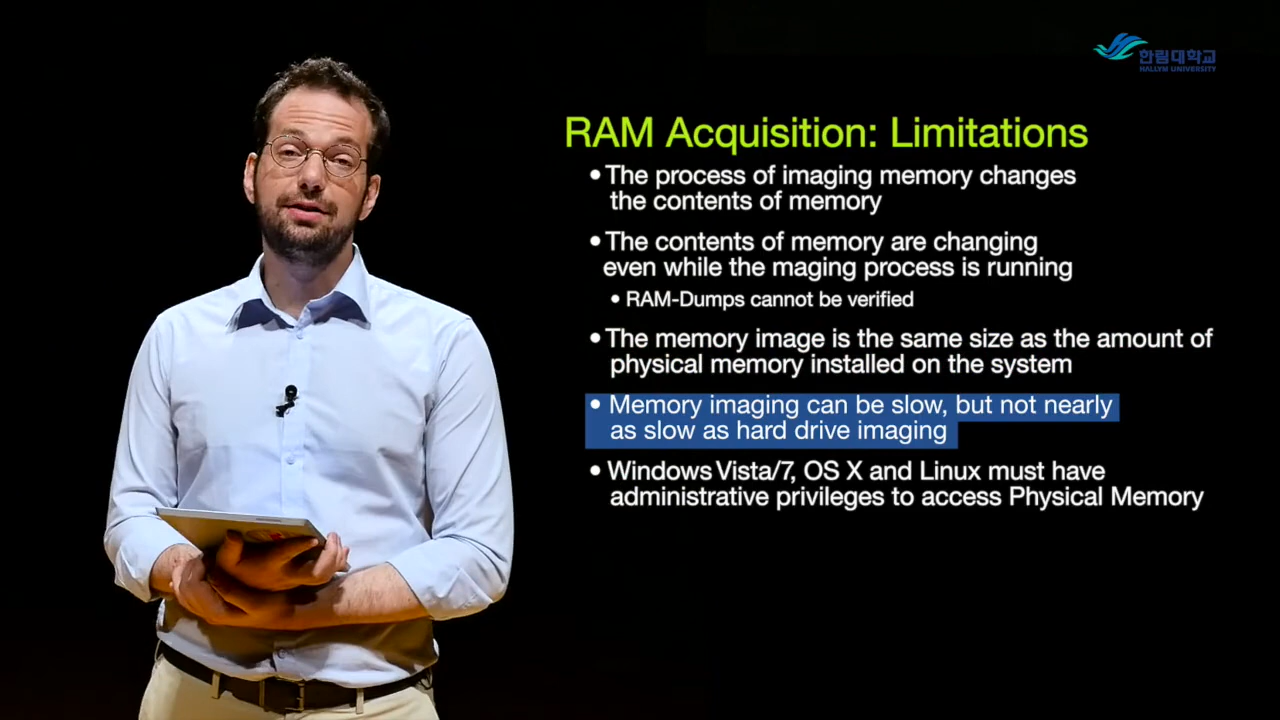 한림대학교
HALLYM UNIVERSITY
RAM Acquisition: Limitations
• The process of imaging memory changes
the contents of memory
• The contents of memory are changing
even while the maging process is running
• RAM-Dumps cannot be verified
• The memory image is the same size as the amount of
physical memory installed on the system
• Memory imaging can be slow, but not nearly
as slow as hard drive imaging
• Windows Vista/7, OS X and Linux must have
administrative privileges to access Physical Memory